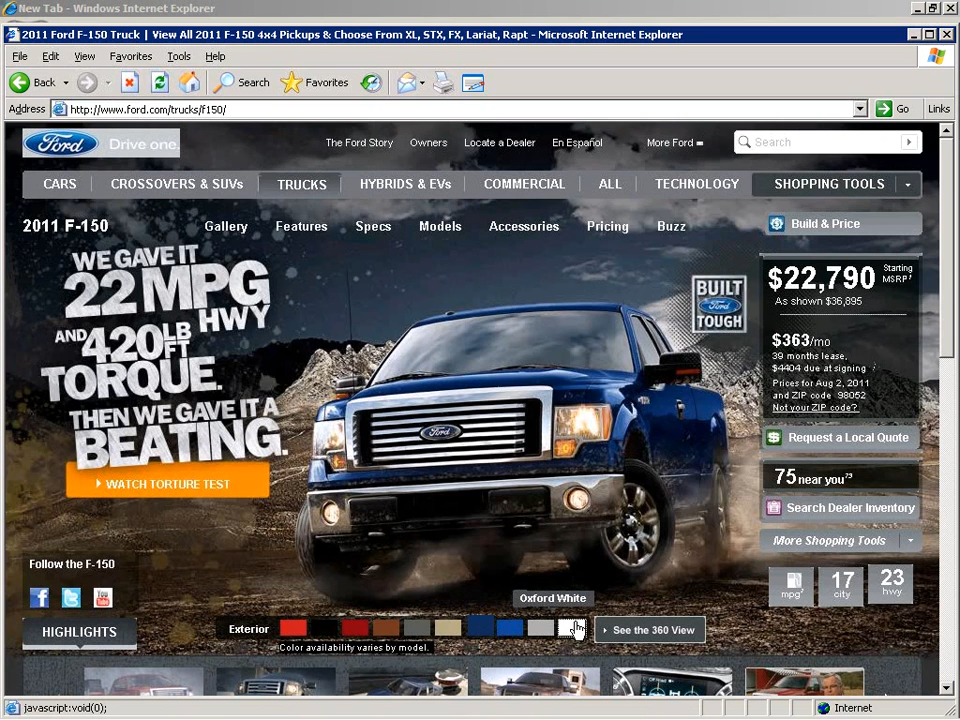 New Tab - Windows Internet Explorer
2011 Ford F-150 Truck | View All 2011 F-150 4x4 Pickups & Choose From XL, STX, FX, Lariat, Rapt - Microsoft Internet Explorer
File Edit View Favorites Tools Help
Back Search Favorites
Address http://www.ford.com/trucks/f150/ Go Links
Ford Drive one. The Ford Story Owners Locate a Dealer En Español More Ford Search
CARS CROSSOVERS & SUVs TRUCKS HYBRIDS & EVs COMMERCIAL ALL TECHNOLOGY SHOPPING TOOLS
2011 F-150 Gallery Features Specs Models Accessories Pricing Buzz Build & Price
WE GAVE IT
22 MPG
HWY
AND 420 LB FT
TORQUE.
THEN WE GAVE IT A
BEATING.
WATCH TORTURE TEST
BUILT
Ford
TOUGH
Ford
$22,790 Starting MSRP
As shown $36,895
$363/mo
39 months lease,
$4404 due at signing
Prices for Aug 2, 2011
and ZIP code 98052
Not your ZIP code?
Request a Local Quote
75 near you
Search Dealer Inventory
More Shopping Tools
mpg 17 city 23 hwy
Follow the F-150
You Tube
HIGHLIGHTS
Oxford White
Exterior
See the 360 View
Color availability varies by model.
javascript:void(0); Internet